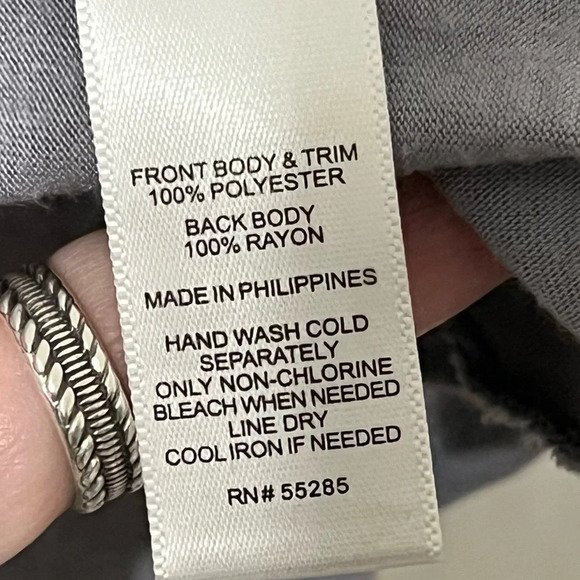 FRONT BODY & TRIM
100% POLYESTER
BACK BODY
100% RAYON
MADE IN PHILIPPINES
HAND WASH COLD
SEPARATELY
ONLY NON-CHLORINE
BLEACH WHEN NEEDED
LINE DRY
COOL IRON IF NEEDED
RN# 55285